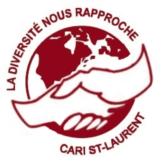 LA DIVERSITÉ NOUS RAPPROCHE
CARI ST-LAURENT